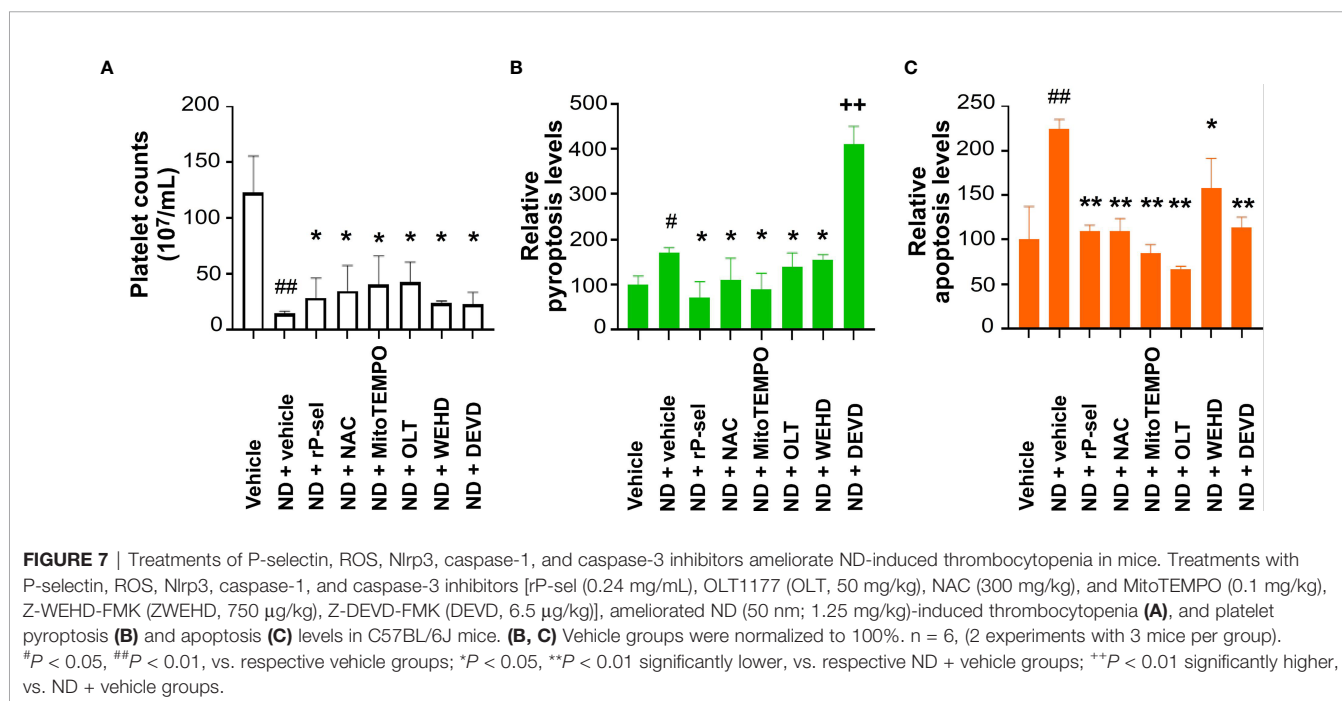 A
Platelet counts
(10⁷/mL)
200
150
100
50
0
##
*
*
*
*
*
*
Vehicle
ND + vehicle
ND + rP-sel
ND + NAC
ND + MitoTEMPO
ND + OLT
ND + WEHD
ND + DEVD
B
Relative
pyroptosis levels
500
400
300
200
100
0
#
*
*
*
*
*
++
Vehicle
ND + vehicle
ND + rP-sel
ND + NAC
ND + MitoTEMPO
ND + OLT
ND + WEHD
ND + DEVD
C
Relative
apoptosis levels
250
200
150
100
50
0
##
**
**
**
**
*
**
Vehicle
ND + vehicle
ND + rP-sel
ND + NAC
ND + MitoTEMPO
ND + OLT
ND + WEHD
ND + DEVD
FIGURE 7 | Treatments of P-selectin, ROS, Nlrp3, caspase-1, and caspase-3 inhibitors ameliorate ND-induced thrombocytopenia in mice. Treatments with
P-selectin, ROS, Nlrp3, caspase-1, and caspase-3 inhibitors [rP-sel (0.24 mg/mL), OLT1177 (OLT, 50 mg/kg), NAC (300 mg/kg), and MitoTEMPO (0.1 mg/kg),
Z-WEHD-FMK (ZWEHD, 750 µg/kg), Z-DEVD-FMK (DEVD, 6.5 µg/kg)], ameliorated ND (50 nm; 1.25 mg/kg)-induced thrombocytopenia (A), and platelet
pyroptosis (B) and apoptosis (C) levels in C57BL/6J mice. (B, C) Vehicle groups were normalized to 100%. n = 6, (2 experiments with 3 mice per group).
#P < 0.05, ##P < 0.01, vs. respective vehicle groups; *P < 0.05, **P < 0.01 significantly lower, vs. respective ND + vehicle groups; ++P < 0.01 significantly higher,
vs. ND + vehicle groups.